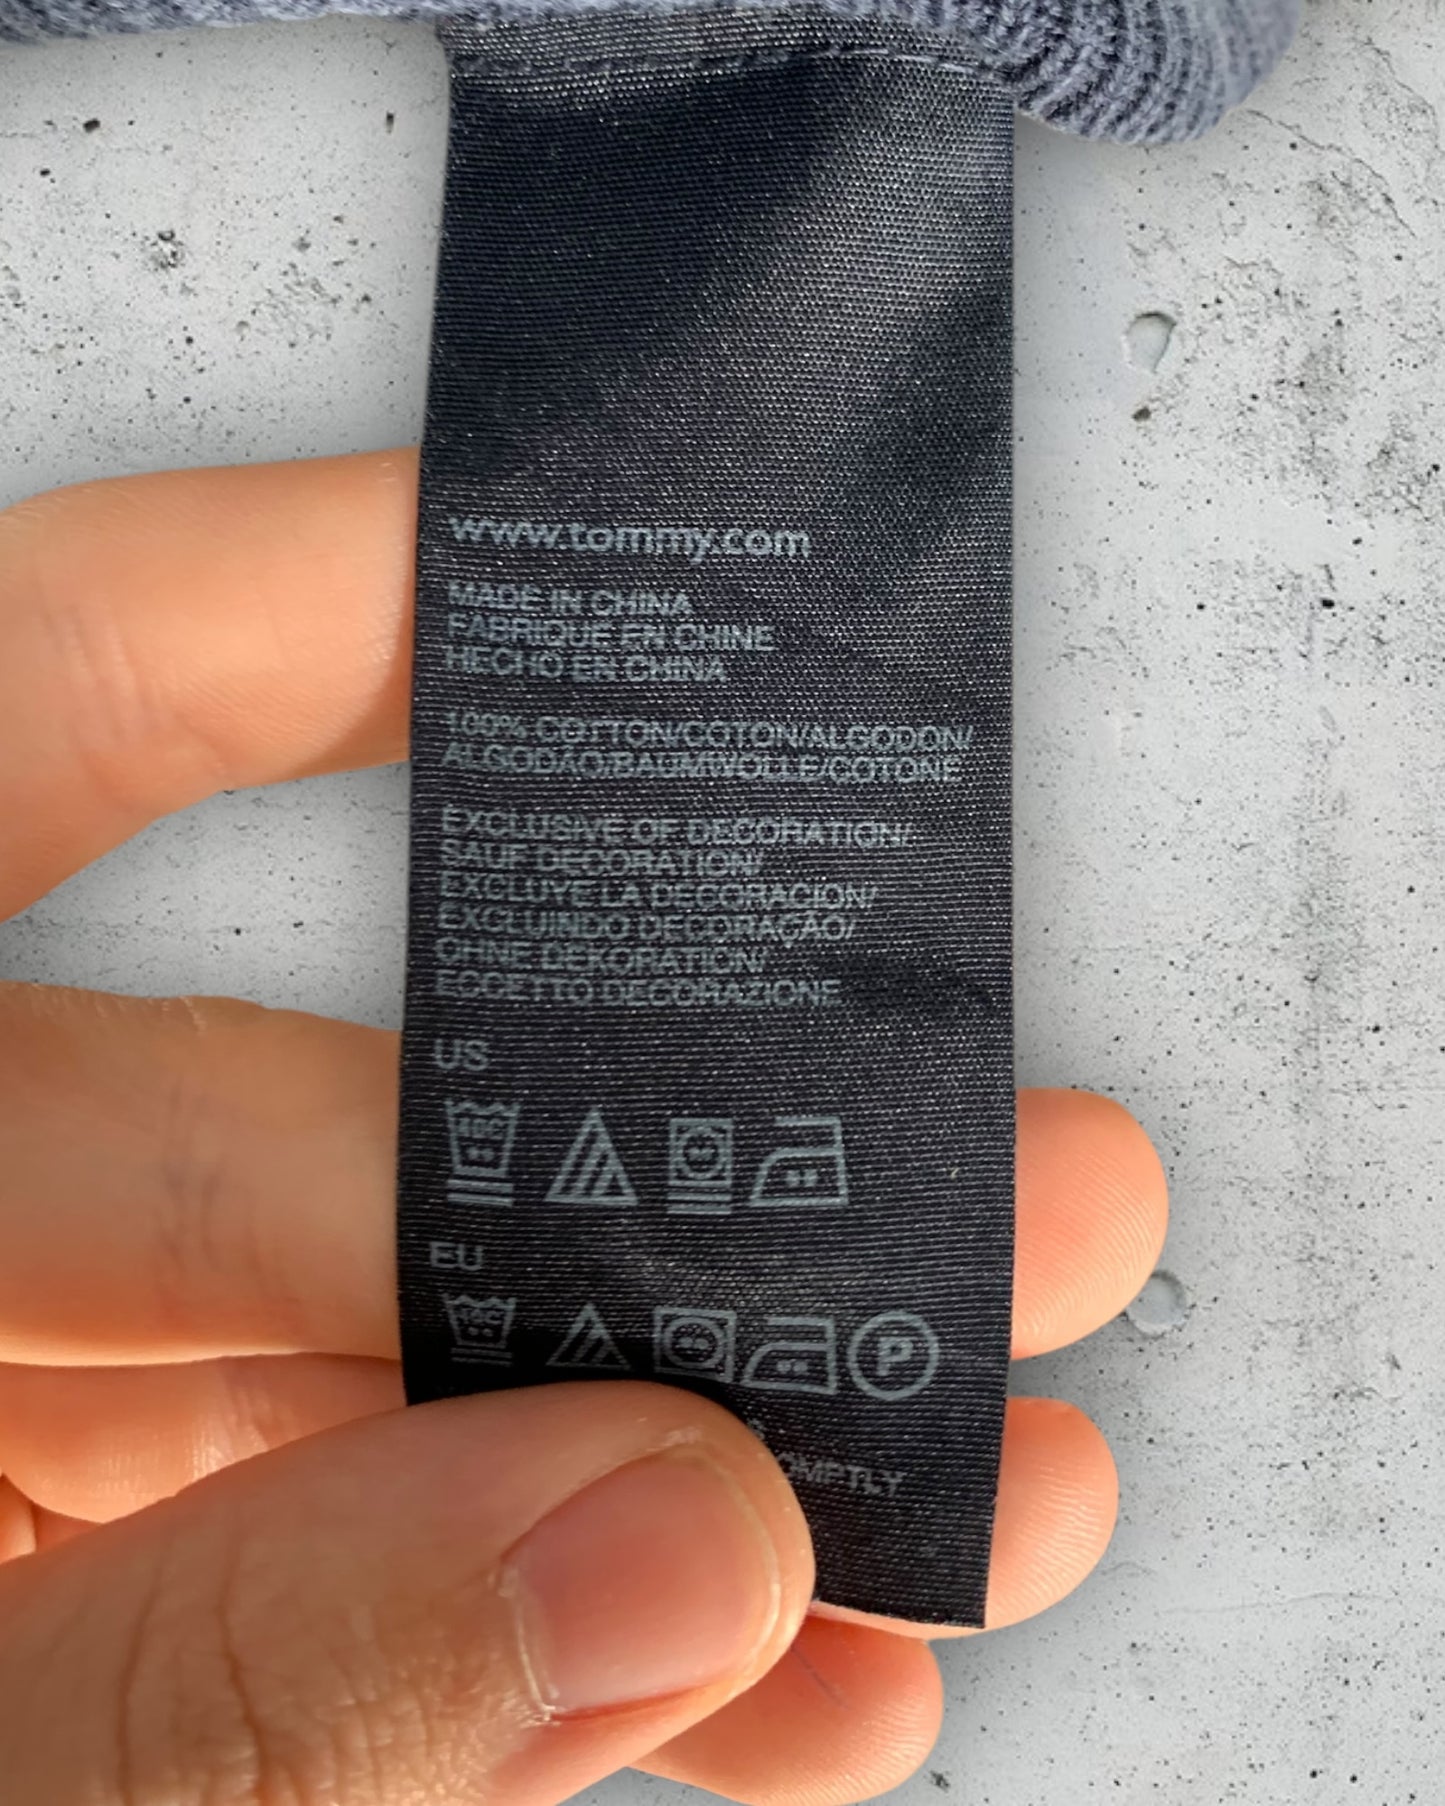 www.tommy.com
MADE IN CHINA
FABRIQUE EN CHINE
HECHO EN CHINA
100% COTTON/COTON/ALGODON/
ALGODÃO/BAUMWOLLE/COTONE
EXCLUSIVE OF DECORATION/
SAUF DECORATION/
EXCLUYE LA DECORACION/
EXCLUINDO DECORAÇÃO/
OHNE DEKORATION/
ECCETTO DECORAZIONE
US
EU
P
OMPTLY